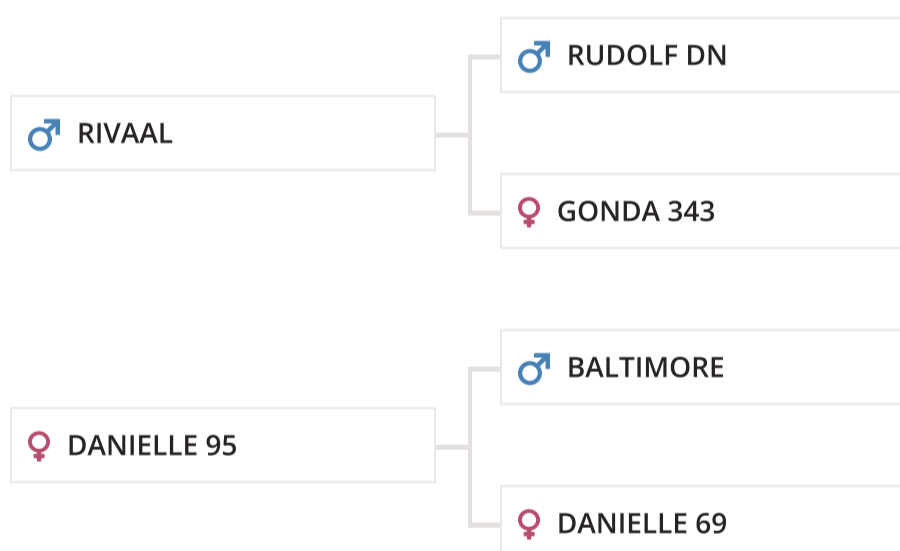 RUDOLF DN
RIVAAL
GONDA 343
BALTIMORE
DANIELLE 95
DANIELLE 69